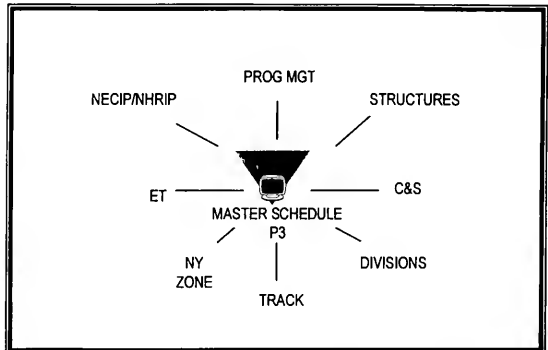 PROG MGT
NECIP/NHRIP
STRUCTURES
ET
C&S
MASTER SCHEDULE
P3
NY
ZONE
DIVISIONS
TRACK